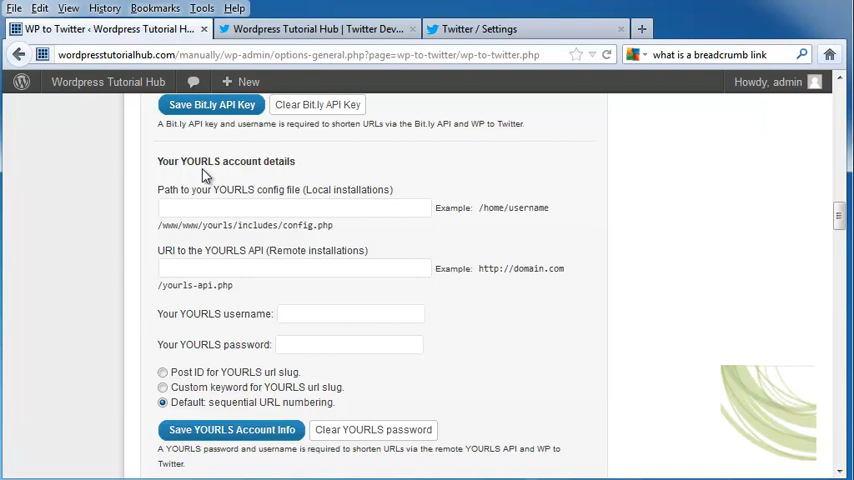 File Edit View History Bookmarks Tools Help
WP to Twitter ‹ Wordpress Tutorial H... × Wordpress Tutorial Hub | Twitter Dev... × Twitter / Settings × +
wordpresstutorialhub.com/manually/wp-admin/options-general.php?page=wp-to-twitter/wp-to-twitter.php what is a breadcrumb link
Wordpress Tutorial Hub + New Howdy, admin
Save Bit.ly API Key Clear Bit.ly API Key
A Bit.ly API key and username is required to shorten URLs via the Bit.ly API and WP to Twitter.
Your YOURLS account details
Path to your YOURLS config file (Local installations)
Example: /home/username
/www/www/yourls/includes/config.php
URI to the YOURLS API (Remote installations)
Example: http://domain.com
/yourls-api.php
Your YOURLS username:
Your YOURLS password:
Post ID for YOURLS url slug.
Custom keyword for YOURLS url slug.
Default: sequential URL numbering.
Save YOURLS Account Info Clear YOURLS password
A YOURLS password and username is required to shorten URLs via the remote YOURLS API and WP to
Twitter.